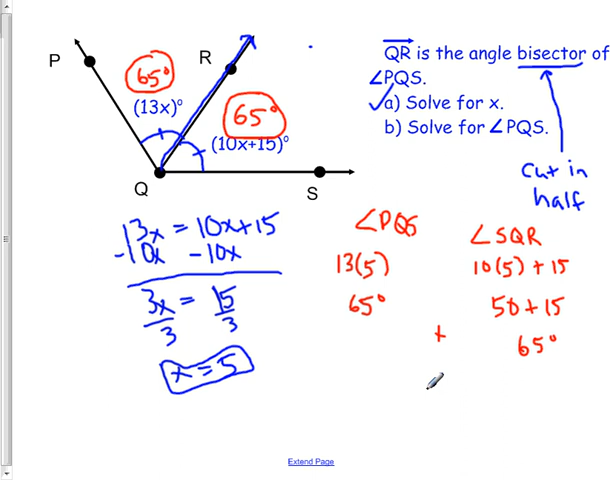 P
65°
R
(13x)°
65°
(10x+15)°
Q
S
QR is the angle bisector of
∠PQS.
✓a) Solve for x.
b) Solve for ∠PQS.
cut in
half
13x = 10x+15
-10x -10x
3x = 15
3 3
x = 5
∠PQS
13(5)
65°
∠SQR
10(5) + 15
50 + 15
+ 65°
Extend Page